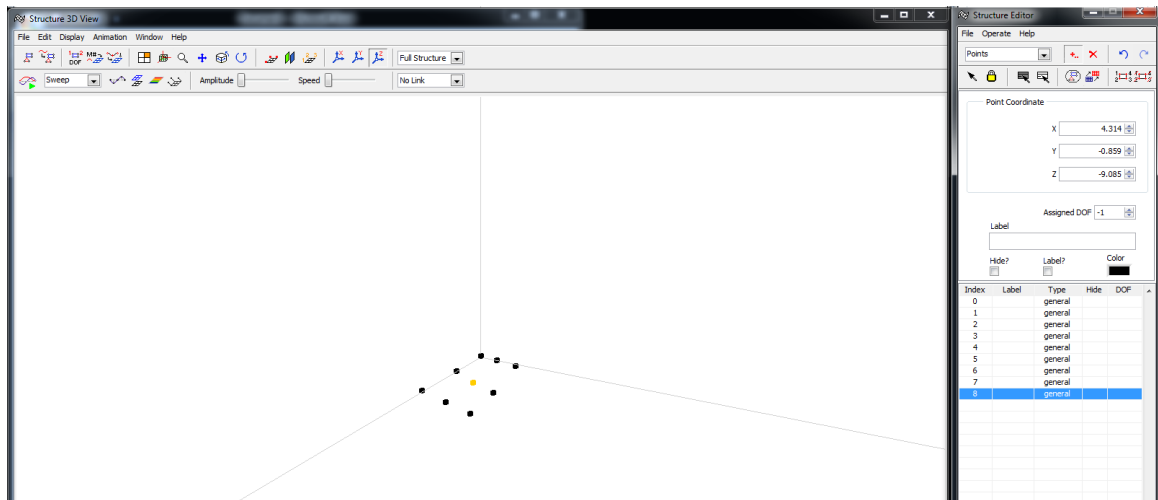 Structure 3D View
File Edit Display Animation Window Help
DOF
Full Structure
Sweep
Amplitude
Speed
No Link
X
Y
Z
Structure Editor
File Operate Help
Points
Point Coordinate
X 4.314
Y -0.859
Z -9.085
Assigned DOF -1
Label
Hide? Label? Color
Index Label Type Hide DOF
0 general
1 general
2 general
3 general
4 general
5 general
6 general
7 general
8 general